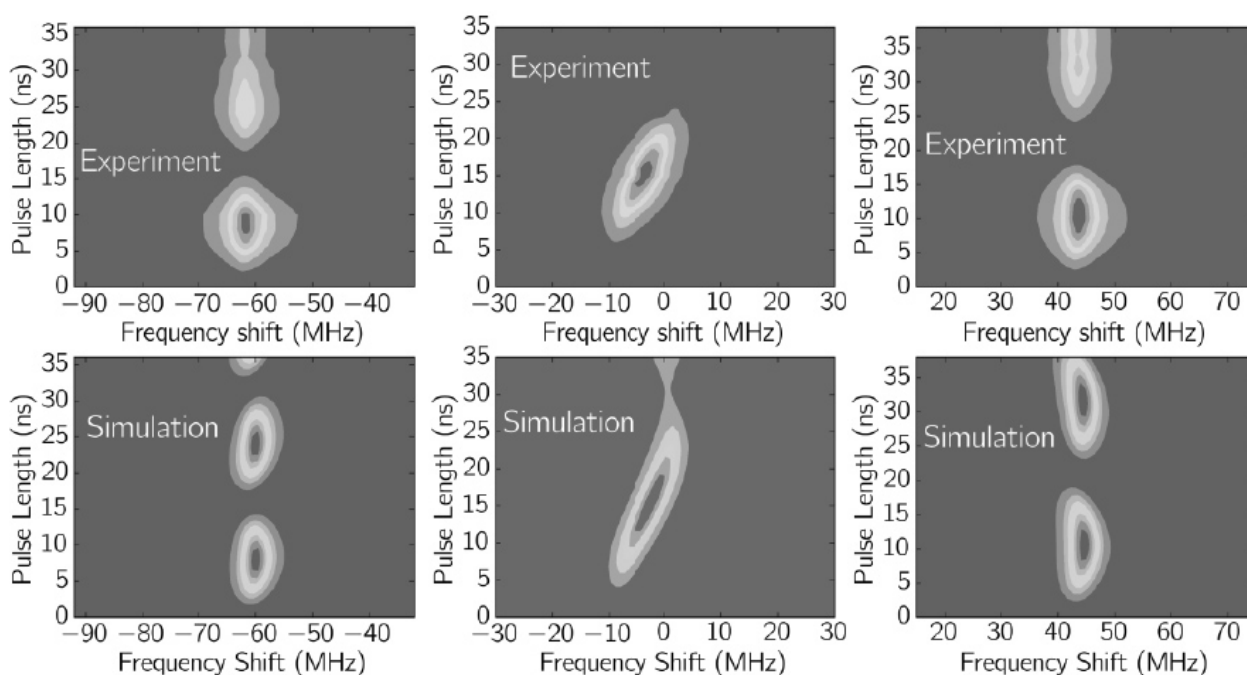 35
30
25
20
15
10
5
0
Pulse Length (ns)
Experiment
−90 −80 −70 −60 −50 −40
Frequency shift (MHz)
35
30
25
20
15
10
5
0
Pulse Length (ns)
Experiment
−30 −20 −10 0 10 20 30
Frequency shift (MHz)
35
30
25
20
15
10
5
0
Pulse Length (ns)
Experiment
20 30 40 50 60 70
Frequency shift (MHz)
35
30
25
20
15
10
5
0
Pulse Length (ns)
Simulation
−90 −80 −70 −60 −50 −40
Frequency Shift (MHz)
35
30
25
20
15
10
5
0
Pulse Length (ns)
Simulation
−30 −20 −10 0 10 20 30
Frequency Shift (MHz)
35
30
25
20
15
10
5
0
Pulse Length (ns)
Simulation
20 30 40 50 60 70
Frequency Shift (MHz)